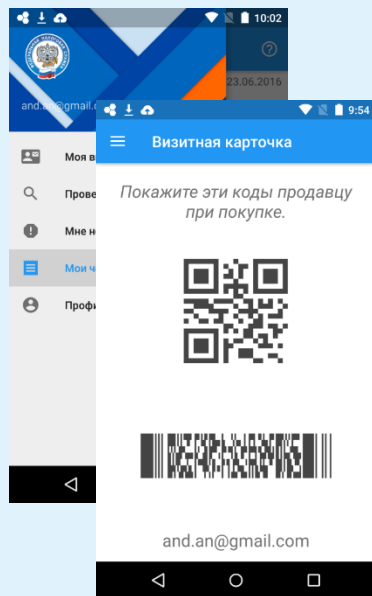 10:02
and.an@gmail.c
23.06.2016
Моя в
Прове
Мне н
Мои ч
Профи
9:54
Визитная карточка
Покажите эти коды продавцу
при покупке.
and.an@gmail.com